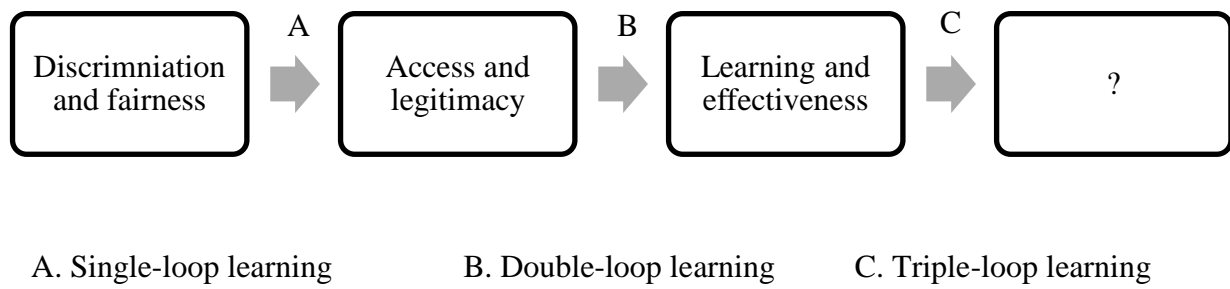 A
B
C
Discrimniation
and fairness
Access and
legitimacy
Learning and
effectiveness
?
A. Single-loop learning
B. Double-loop learning
C. Triple-loop learning